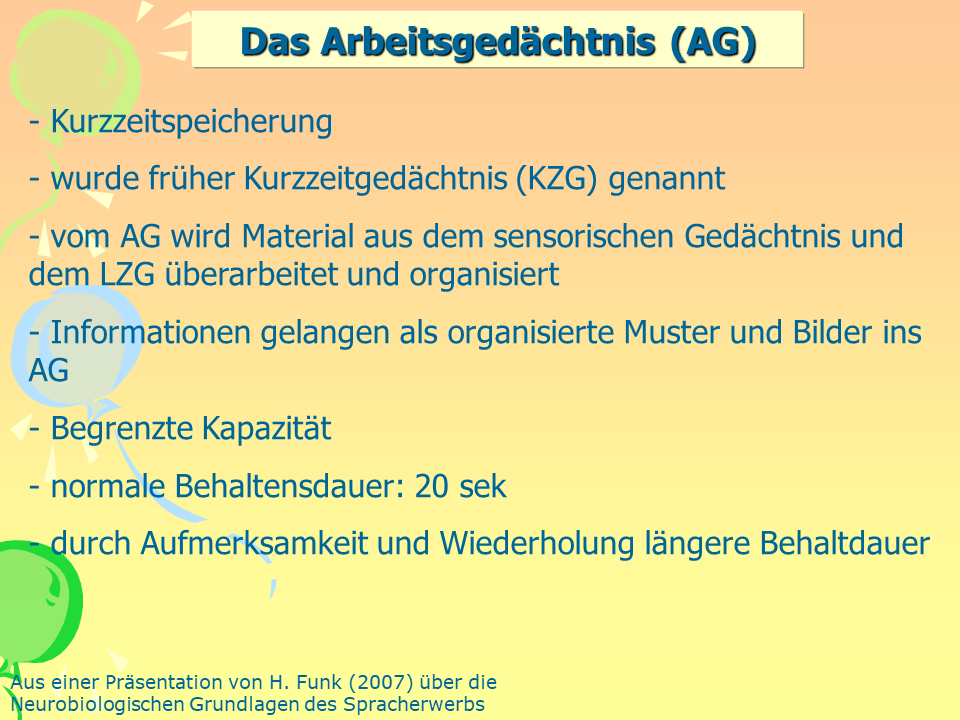 Das Arbeitsgedächtnis (AG)
- Kurzzeitspeicherung
- wurde früher Kurzzeitgedächtnis (KZG) genannt
- vom AG wird Material aus dem sensorischen Gedächtnis und
dem LZG überarbeitet und organisiert
- Informationen gelangen als organisierte Muster und Bilder ins
AG
- Begrenzte Kapazität
- normale Behaltensdauer: 20 sek
- durch Aufmerksamkeit und Wiederholung längere Behaltdauer
Aus einer Präsentation von H. Funk (2007) über die
Neurobiologischen Grundlagen des Spracherwerbs